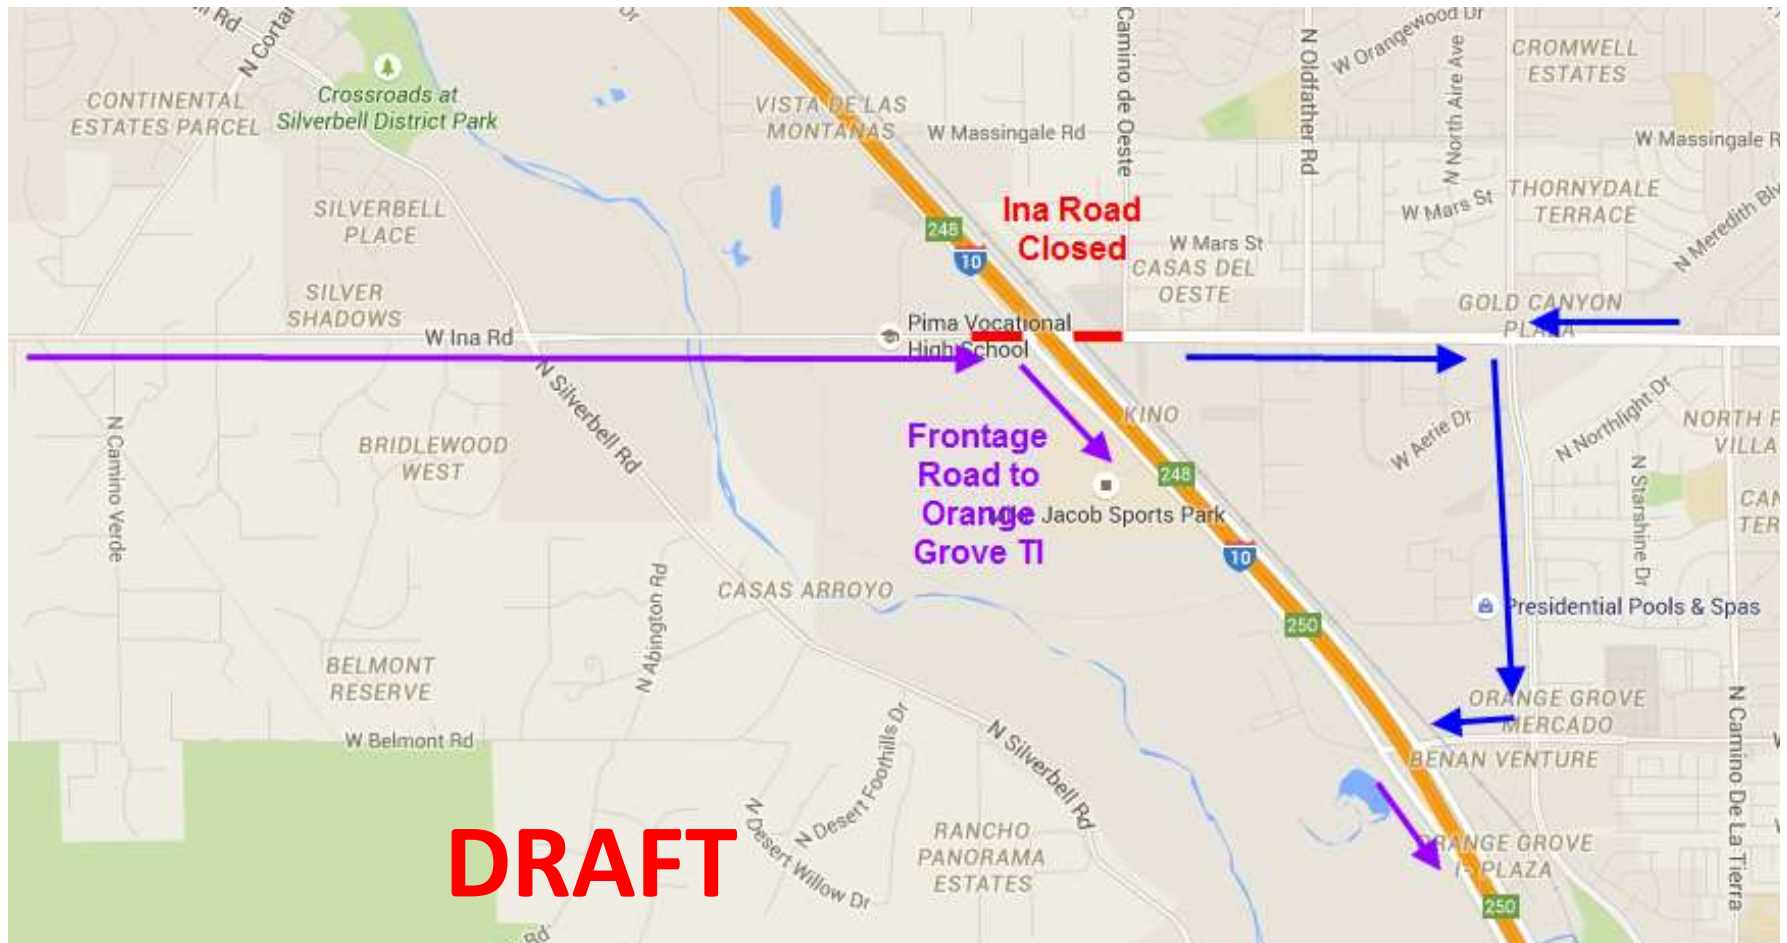 Rd
N Cortar
Dr
Camino de Oeste
N Oldfather Rd
W Orangewood Dr
N North Aire Ave
CROMWELL
ESTATES
CONTINENTAL
ESTATES PARCEL
Crossroads at
Silverbell District Park
VISTA DE LAS
MONTANAS
W Massingale Rd
W Massingale R
SILVERBELL
PLACE
Ina Road
Closed
248
10
W Mars St
W Mars St
THORNYDALE
TERRACE
N Meredith Blv
CASAS DEL
OESTE
SILVER
SHADOWS
GOLD CANYON
PLAZA
W Ina Rd
Pima Vocational
High School
N Silverbell Rd
N Camino Verde
BRIDLEWOOD
WEST
Frontage
Road to
Orange
Grove TI
KINO
248
Jacob Sports Park
W Aerie Dr
N Northlight Dr
N Starshine Dr
NORTH P
VILLA
CAN
TER
10
CASAS ARROYO
N Abington Rd
250
Presidential Pools & Spas
BELMONT
RESERVE
W Belmont Rd
ORANGE GROVE
MERCADO
BENAN VENTURE
N Camino De La Tierra
W
N Silverbell Rd
N Desert Foothills Dr
N Desert Willow Dr
DRAFT
RANCHO
PANORAMA
ESTATES
ORANGE GROVE
PLAZA
250
Rd